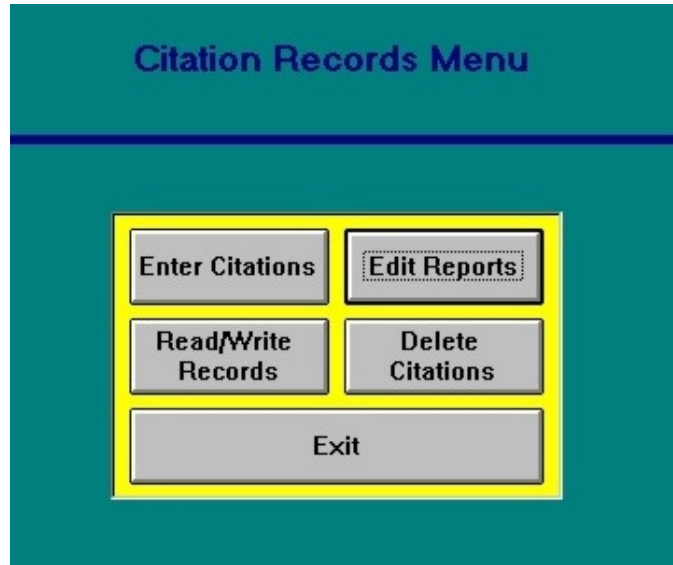 Citation Records Menu
Enter Citations
Edit Reports
Read/Write
Records
Delete
Citations
Exit